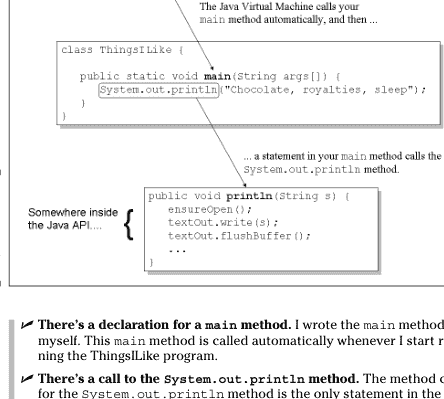 The Java Virtual Machine calls your
main method automatically, and then ...
class ThingsILike {
public static void main(String args[]) {
System.out.println("Chocolate, royalties, sleep");
}
}
... a statement in your main method calls the
System.out.println method.
Somewhere inside
the Java API....
{
public void println(String s) {
ensureOpen();
textOut.write(s);
textOut.flushBuffer();
...
}
There's a declaration for a main method. I wrote the main method
myself. This main method is called automatically whenever I start r
ning the ThingsILike program.
There's a call to the System.out.println method. The method c
for the System.out.println method is the only statement in the